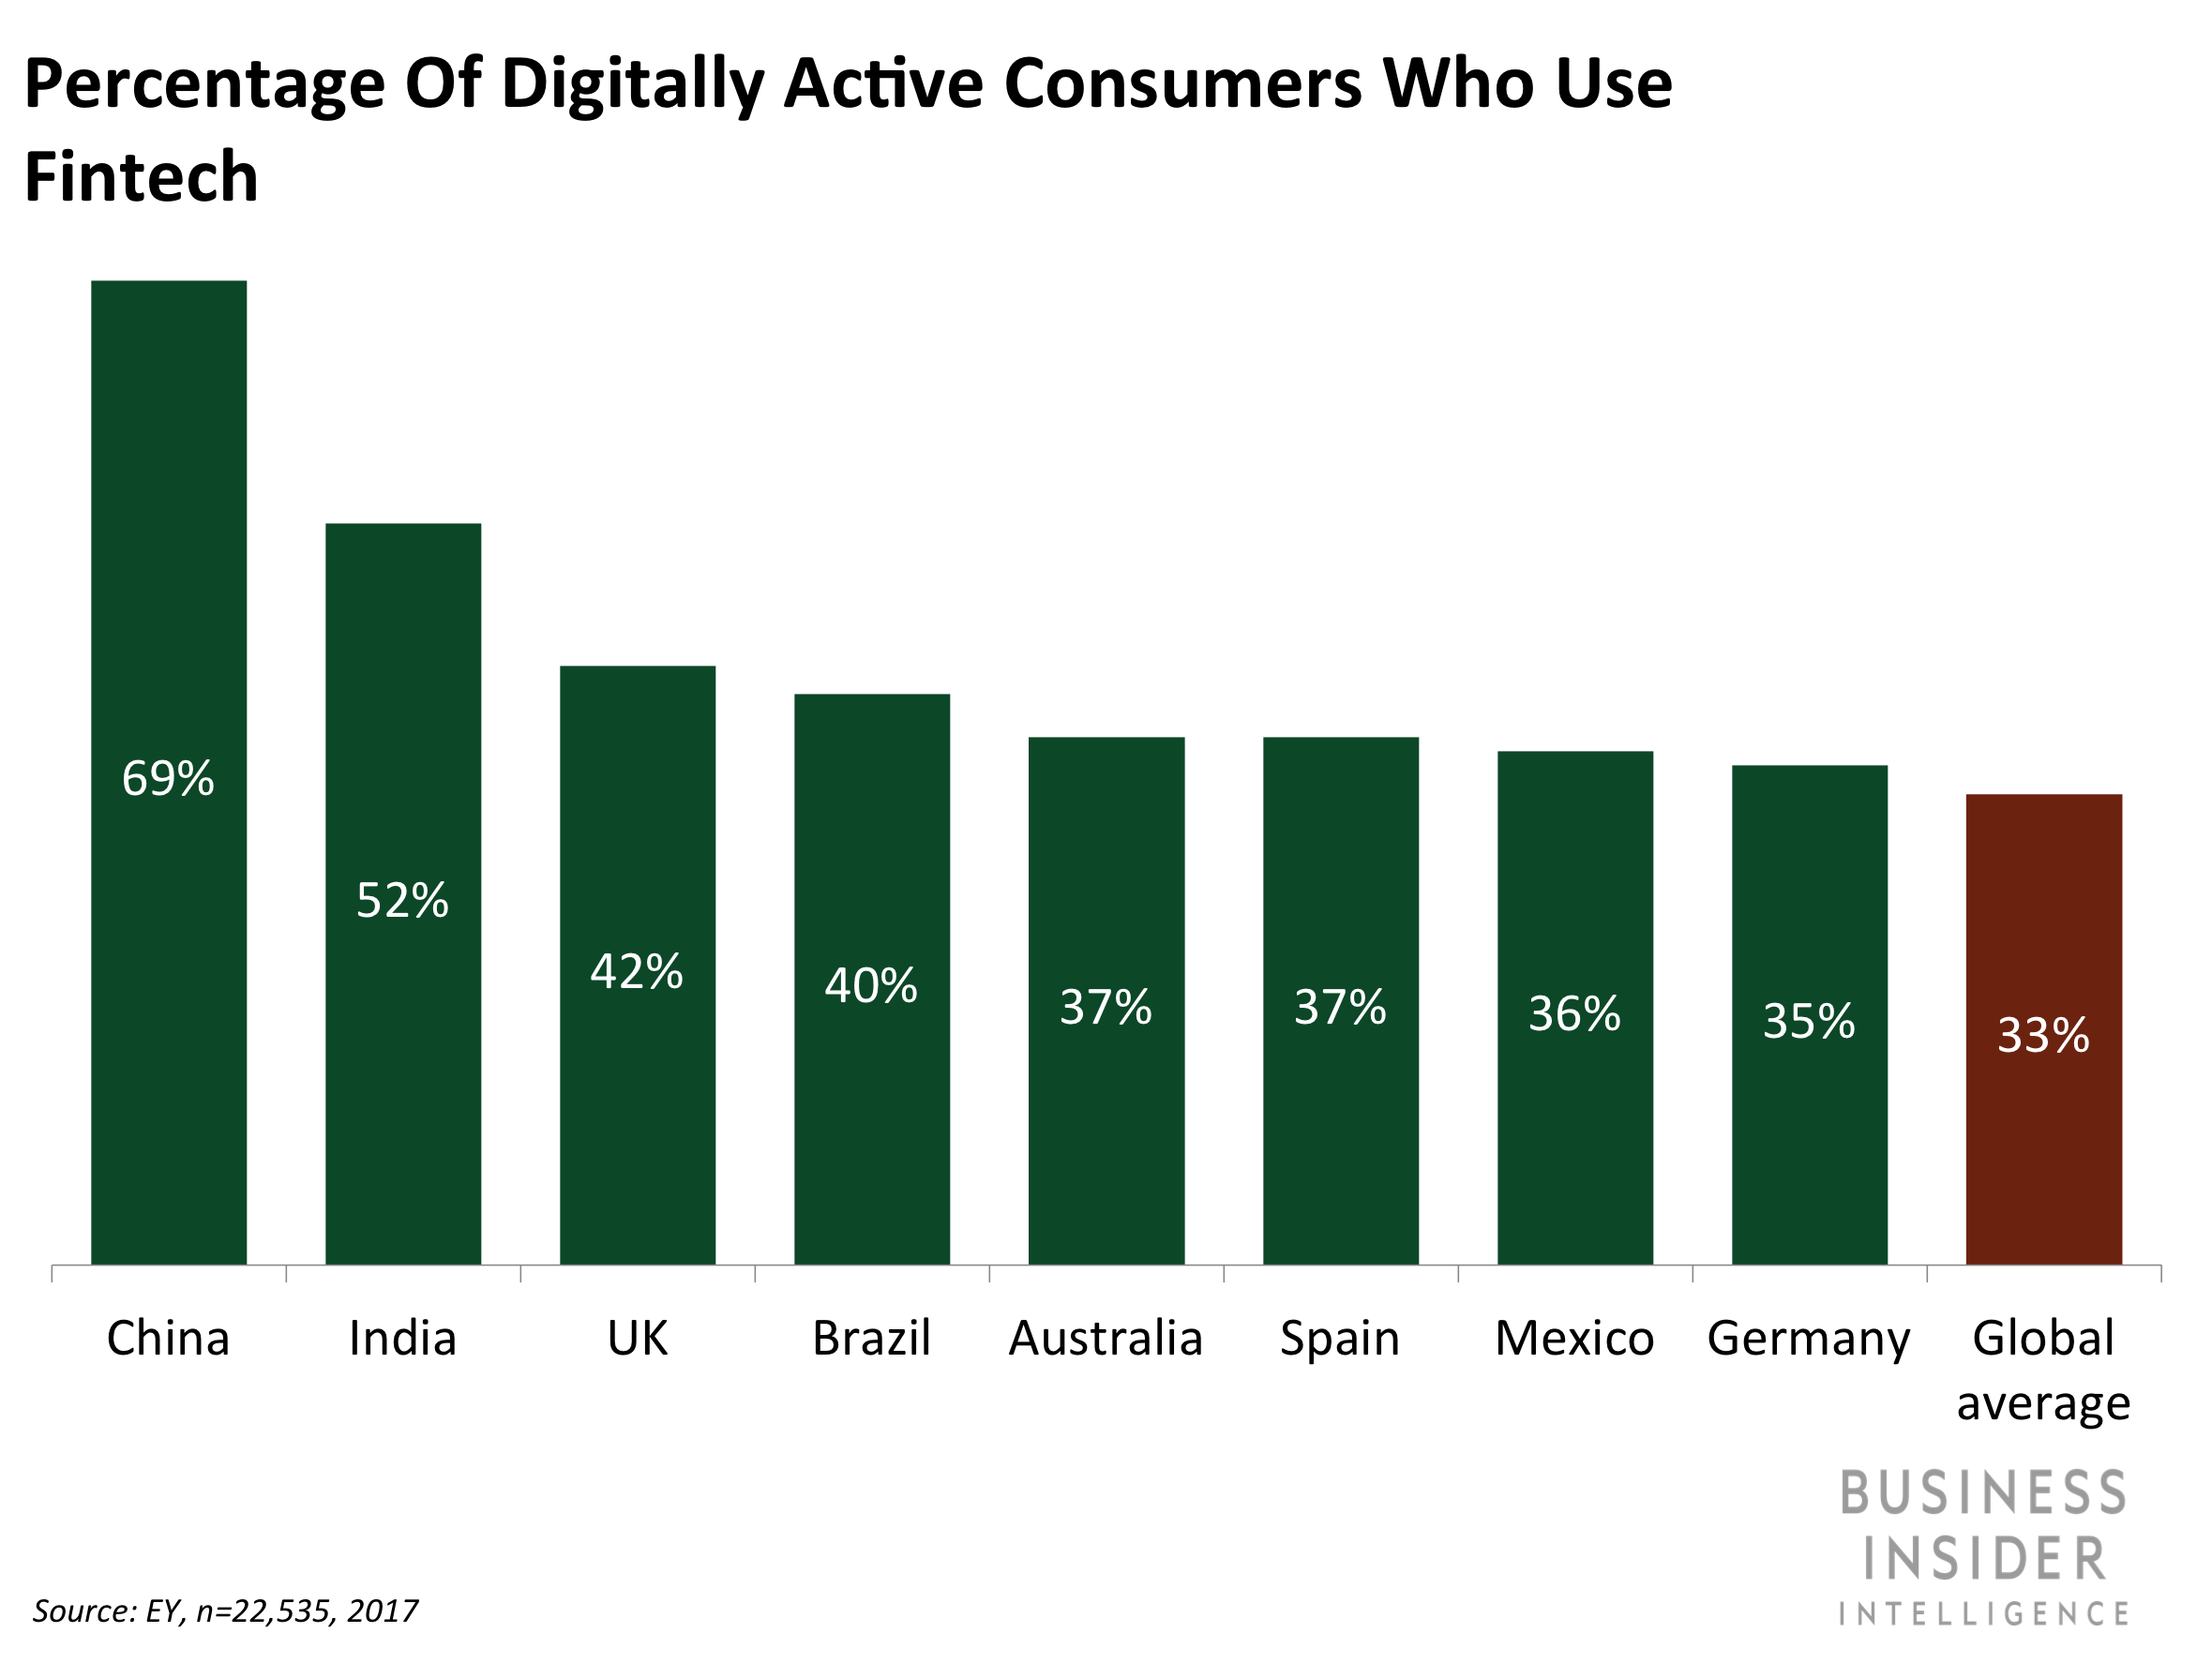 Percentage Of Digitally Active Consumers Who Use
Fintech
69%
52%
42%
40%
37%
37%
36%
35%
33%
China
India
UK
Brazil
Australia
Spain
Mexico
Germany
Global
average
BUSINESS
INSIDER
INTELLIGENCE
Source: EY, n=22,535, 2017